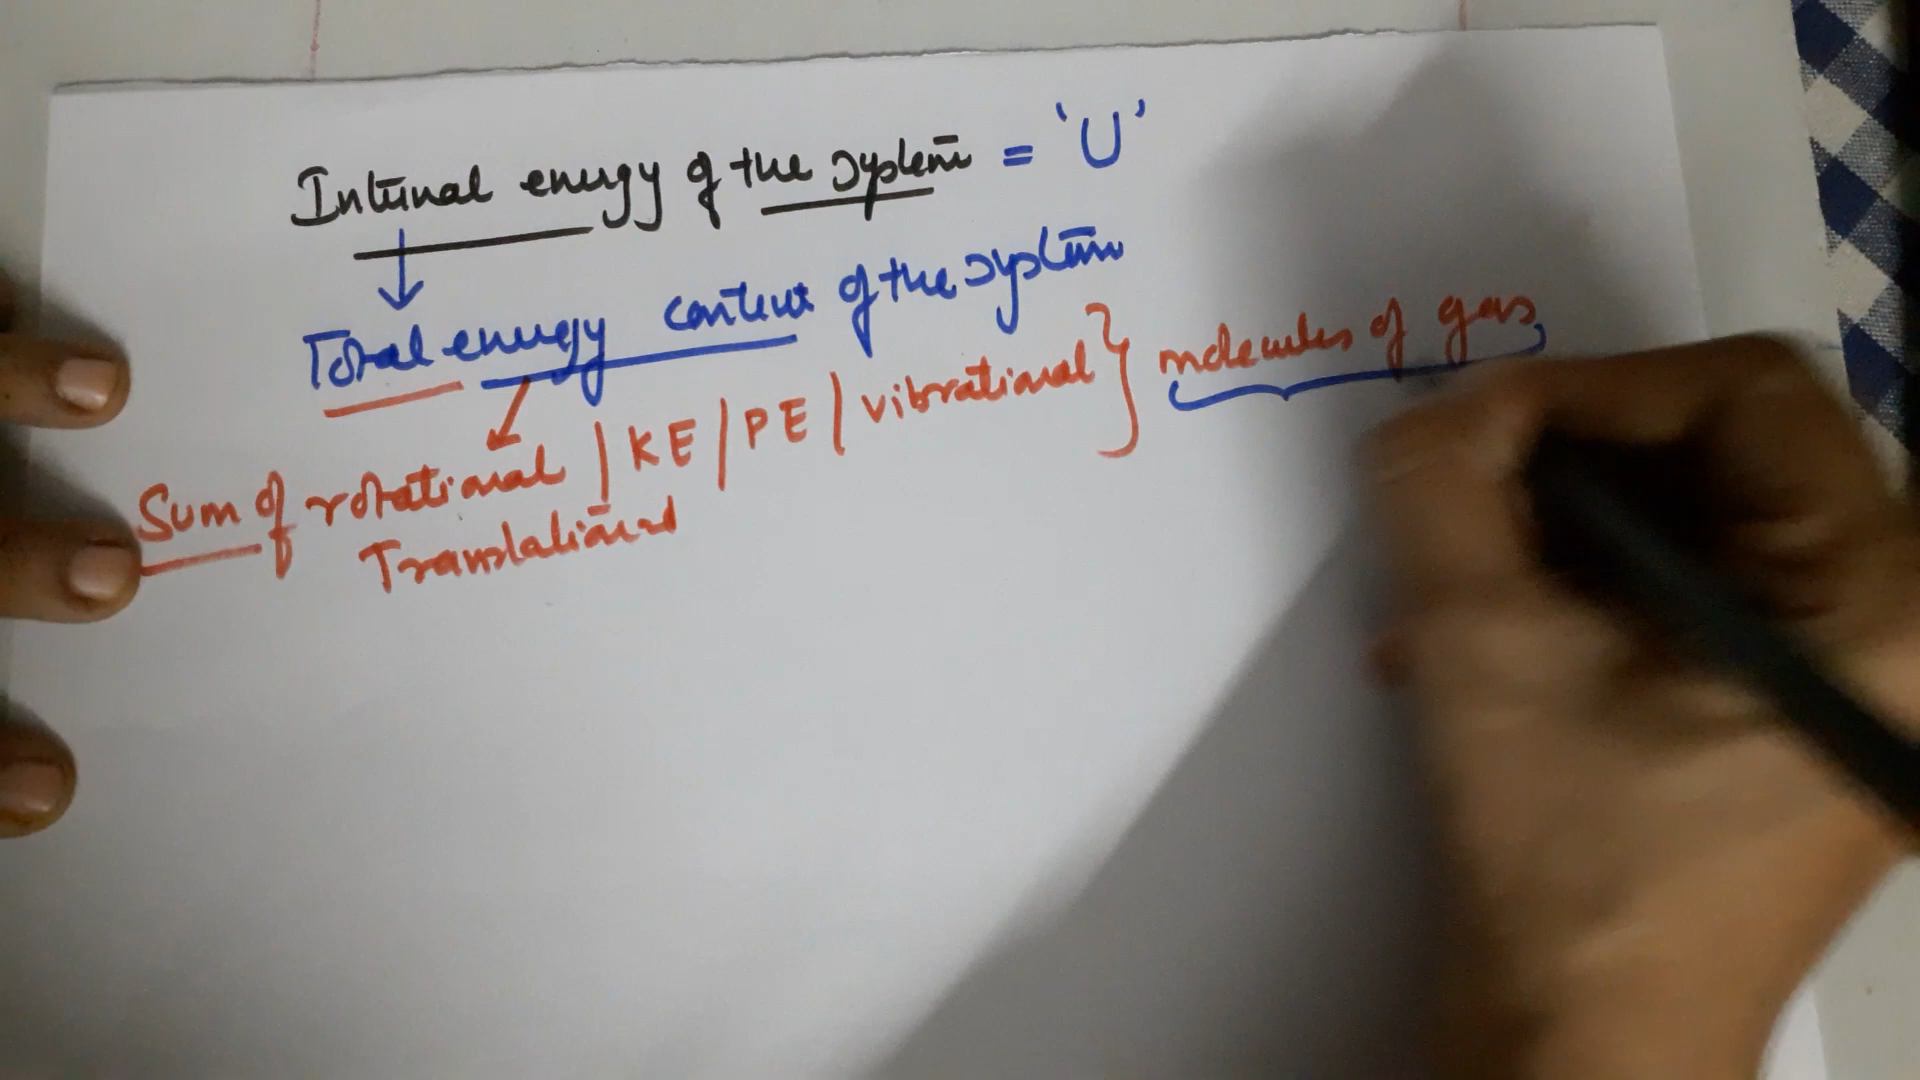 Internal energy of the system = 'U'
Total energy content of the system
Sum of rotational / KE / PE / vibrational } molecules of gas
Translational